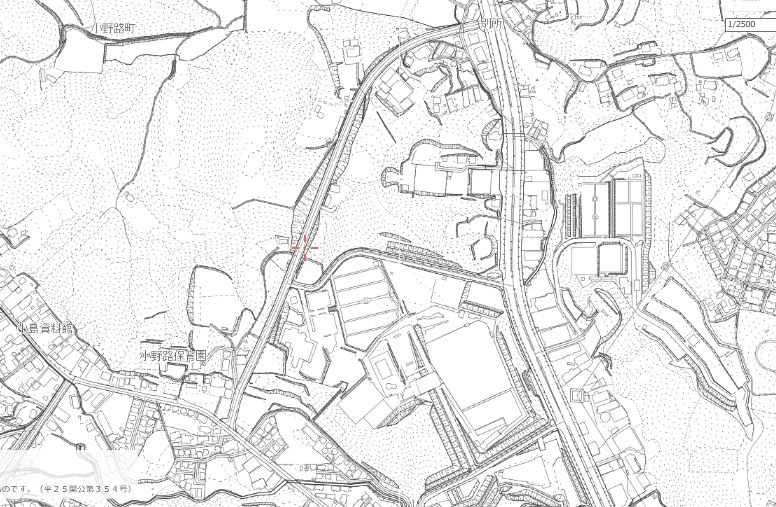 小野路町
別所
1/2500
小島資料館
小野路保育園
ものです。（平２５関公第３５４号）